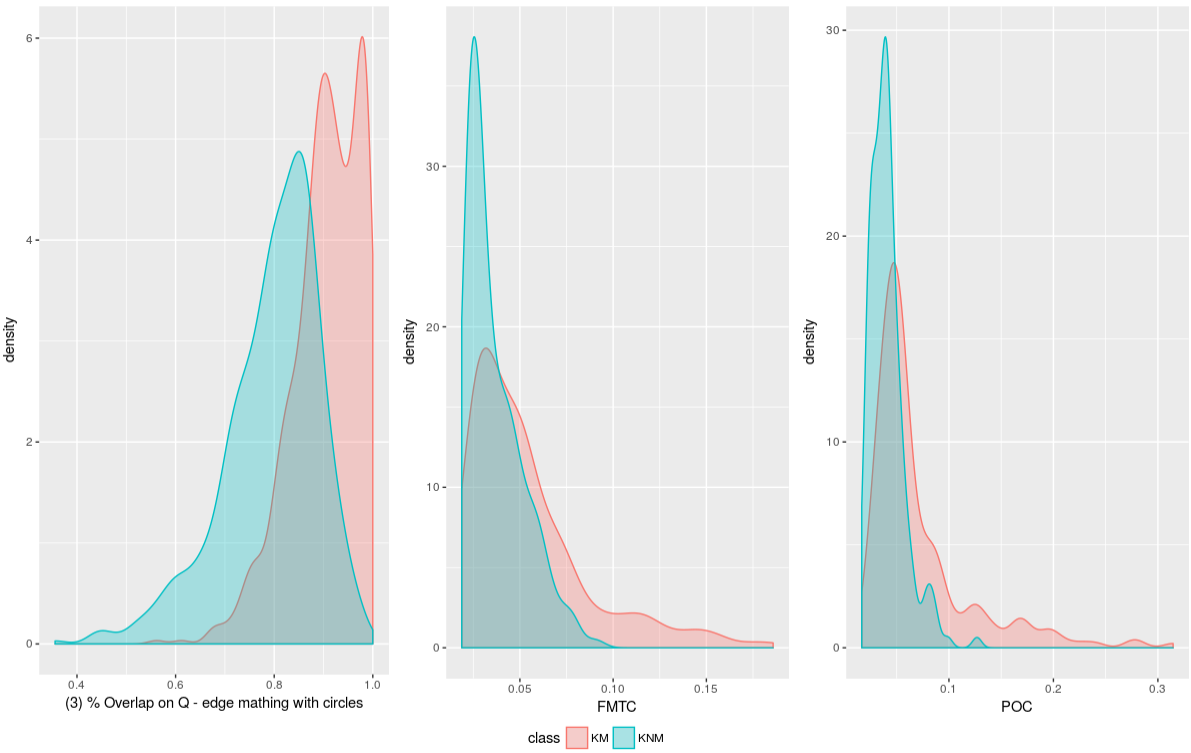 density
6
4
2
0
0.4 0.6 0.8 1.0
(3) % Overlap on Q - edge mathing with circles
density
30
20
10
0
0.05 0.10 0.15
FMTC
density
30
20
10
0
0.1 0.2 0.3
POC
class KM KNM